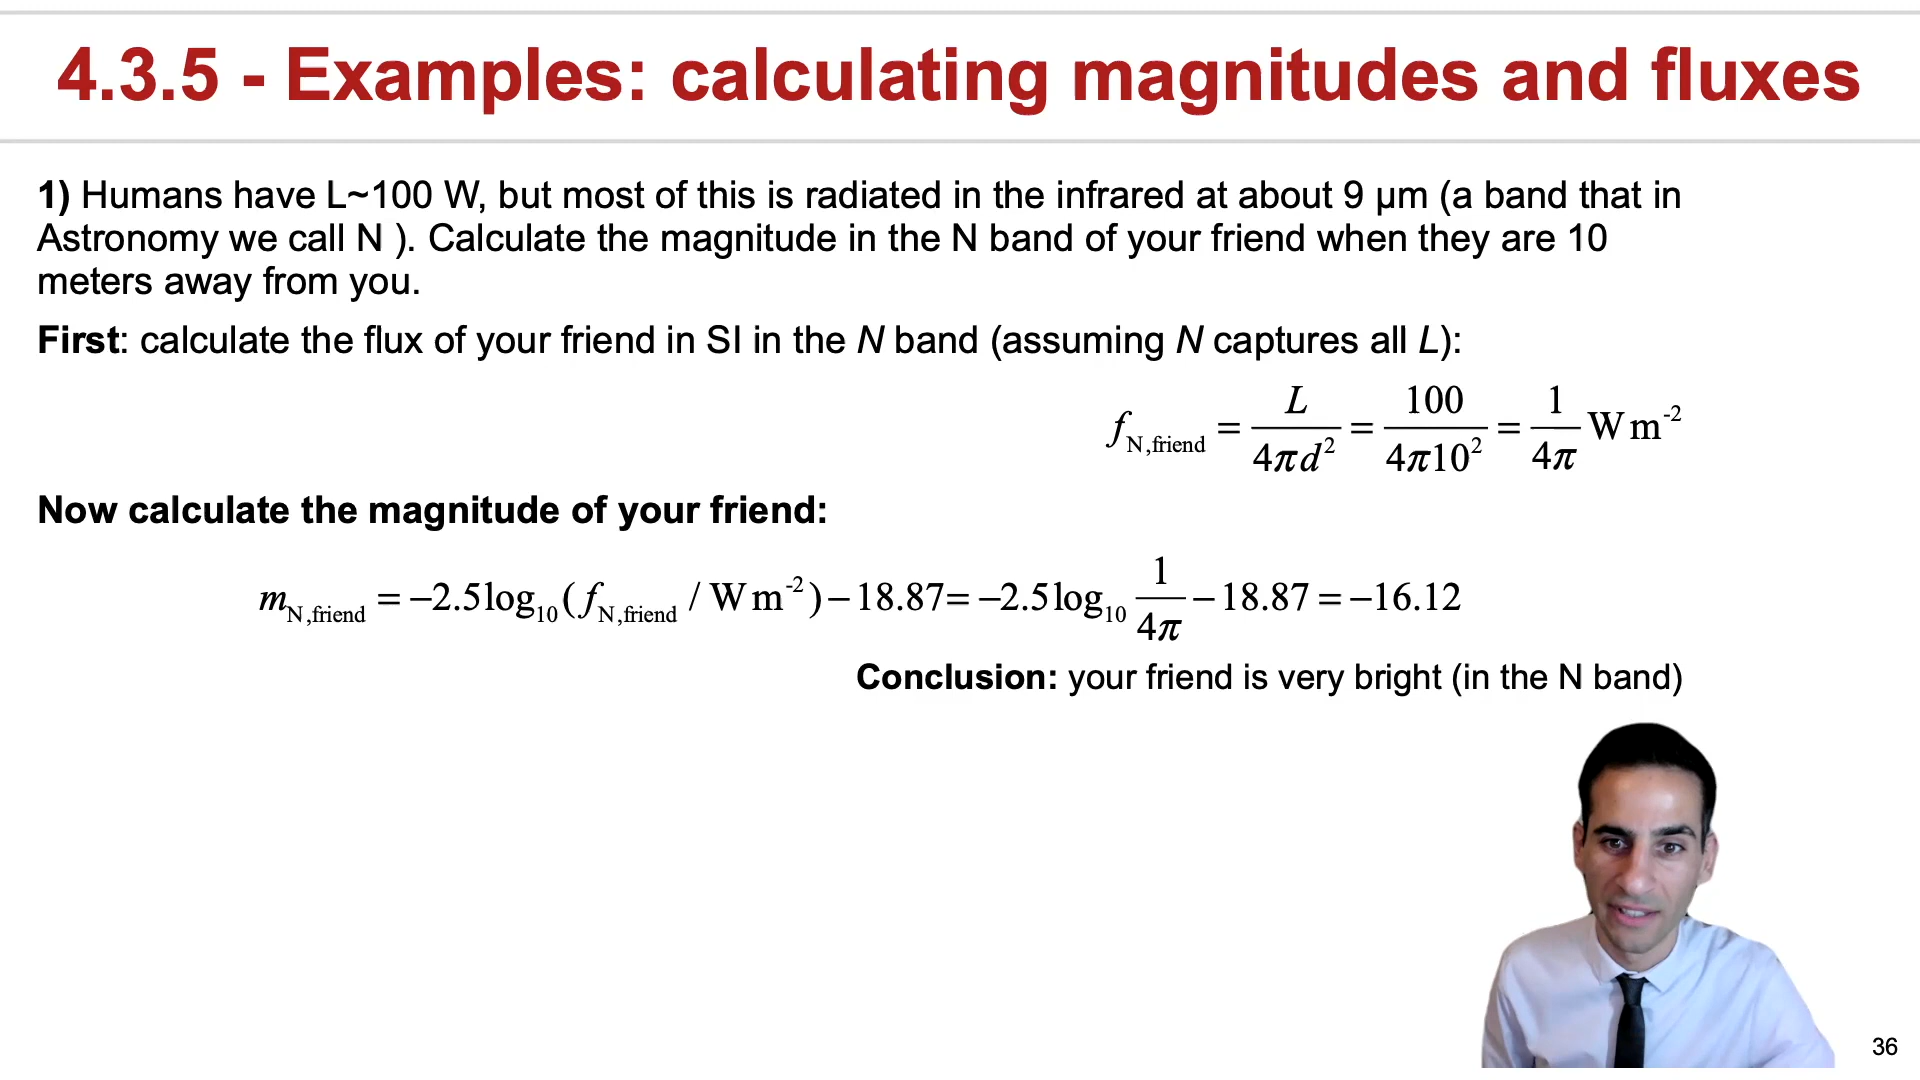 4.3.5 - Examples: calculating magnitudes and fluxes
1) Humans have L~100 W, but most of this is radiated in the infrared at about 9 μm (a band that in
Astronomy we call N ). Calculate the magnitude in the N band of your friend when they are 10
meters away from you.
First: calculate the flux of your friend in SI in the N band (assuming N captures all L):
f_N,friend = L / 4πd² = 100 / 4π10² = 1 / 4π W m⁻²
Now calculate the magnitude of your friend:
m_N,friend = −2.5log₁₀(f_N,friend / W m⁻²) − 18.87 = −2.5log₁₀ 1 / 4π − 18.87 = −16.12
Conclusion: your friend is very bright (in the N band)
36